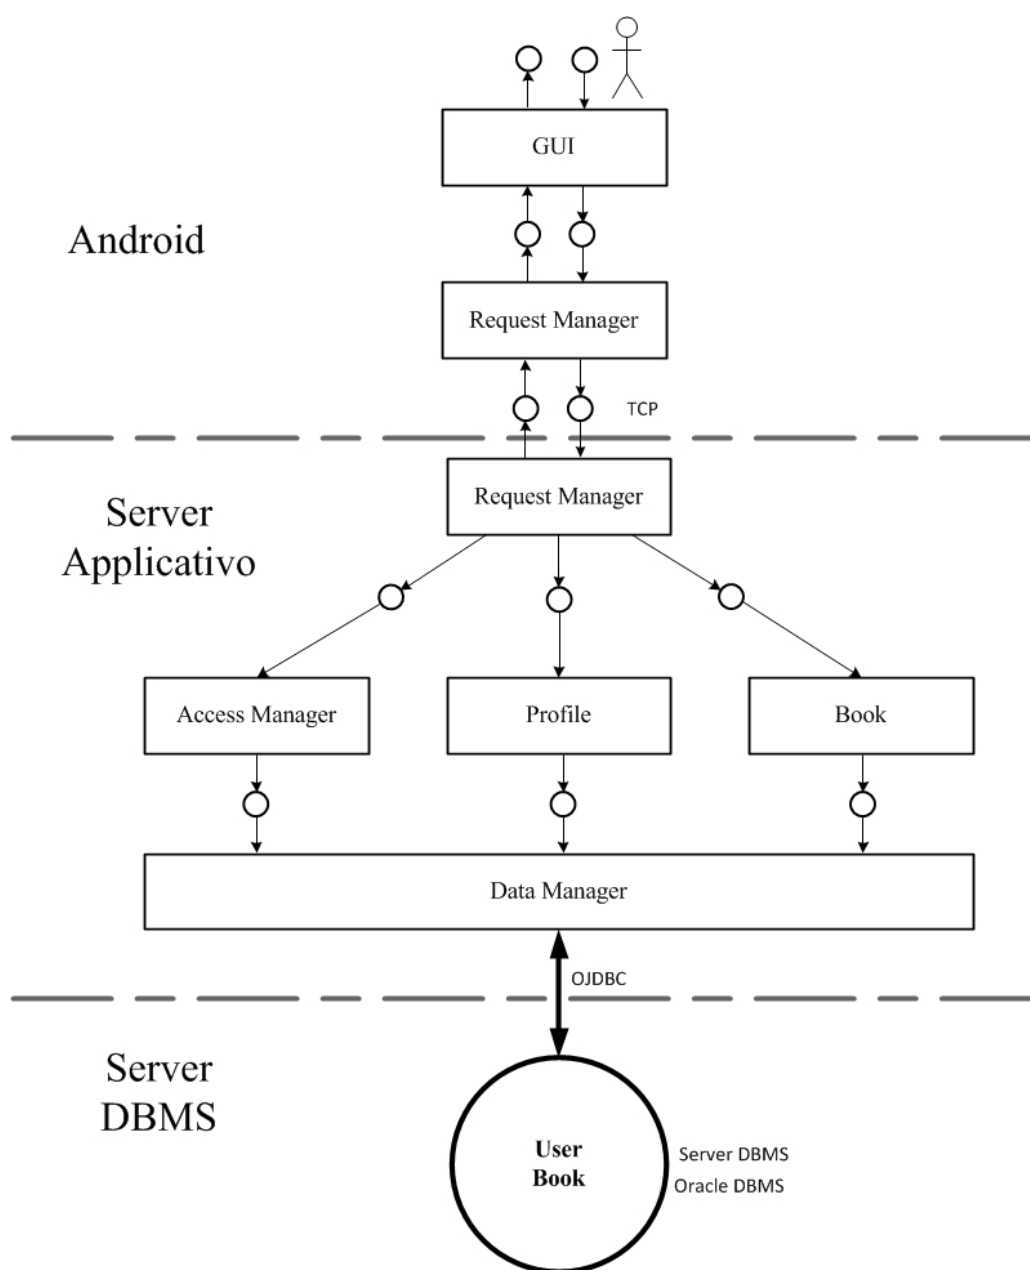 GUI
Android
Request Manager
TCP
Request Manager
Server
Applicativo
Access Manager
Profile
Book
Data Manager
OJDBC
Server
DBMS
User
Book
Server DBMS
Oracle DBMS